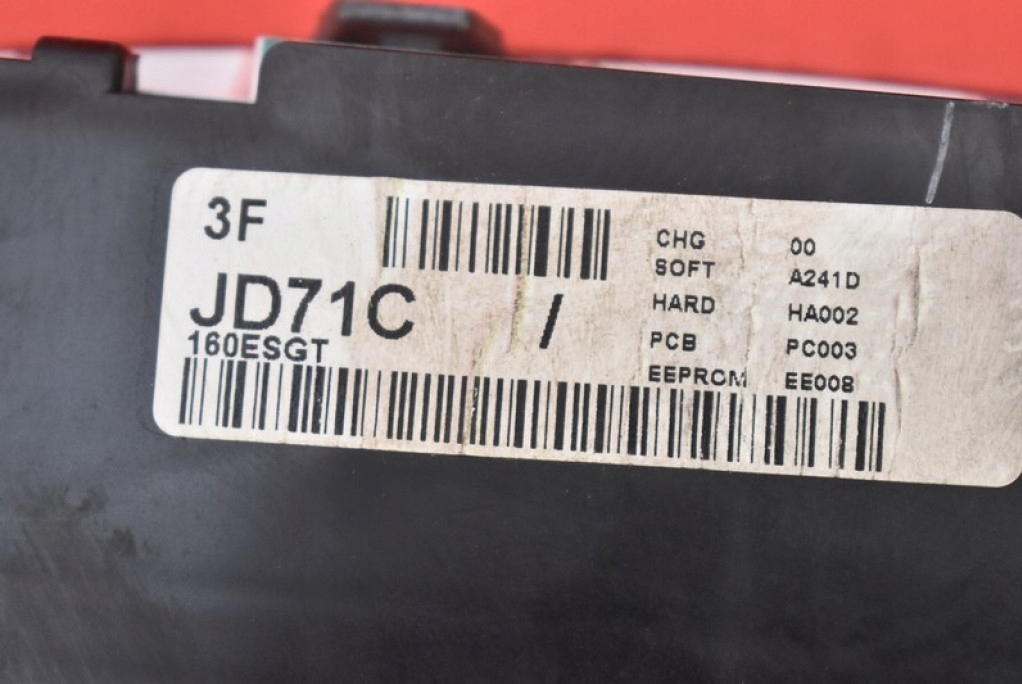 3F
JD71C /
160ESGT
CHG 00
SOFT A241D
HARD HA002
PCB PC003
EEPROM EE008